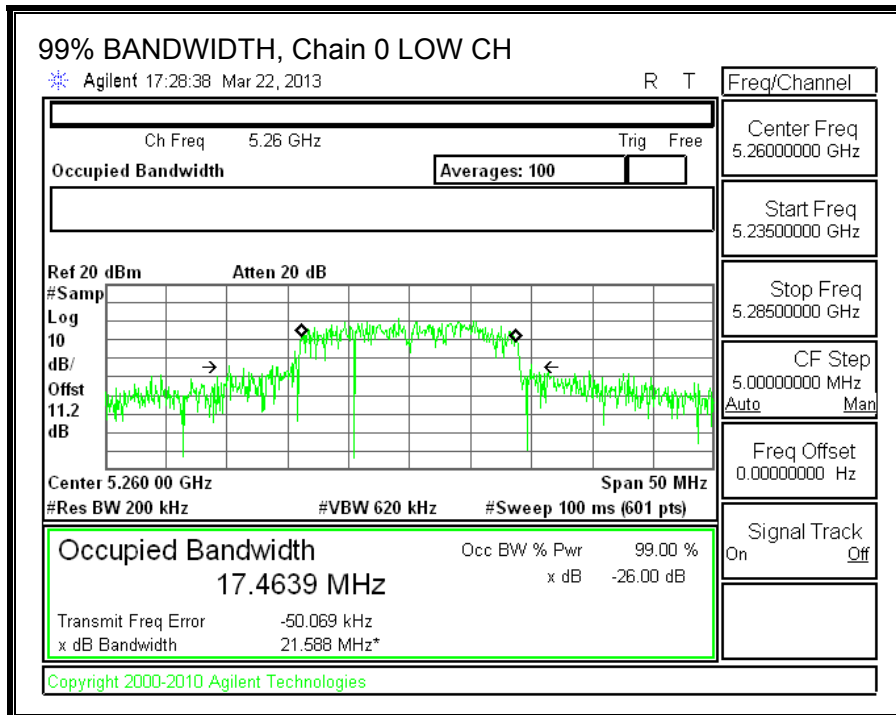 99% BANDWIDTH, Chain 0 LOW CH
Agilent 17:28:38 Mar 22, 2013 R T
Freq/Channel
Ch Freq 5.26 GHz Trig Free
Occupied Bandwidth Averages: 100
Center Freq
5.26000000 GHz
Start Freq
5.23500000 GHz
Stop Freq
5.28500000 GHz
CF Step
5.00000000 MHz
Auto Man
Freq Offset
0.00000000 Hz
Signal Track
On Off
Ref 20 dBm Atten 20 dB
#Samp
Log
10
dB/
Offst
11.2
dB
Center 5.260 00 GHz Span 50 MHz
#Res BW 200 kHz #VBW 620 kHz #Sweep 100 ms (601 pts)
Occupied Bandwidth Occ BW % Pwr 99.00 %
17.4639 MHz x dB -26.00 dB
Transmit Freq Error -50.069 kHz
x dB Bandwidth 21.588 MHz*
Copyright 2000-2010 Agilent Technologies